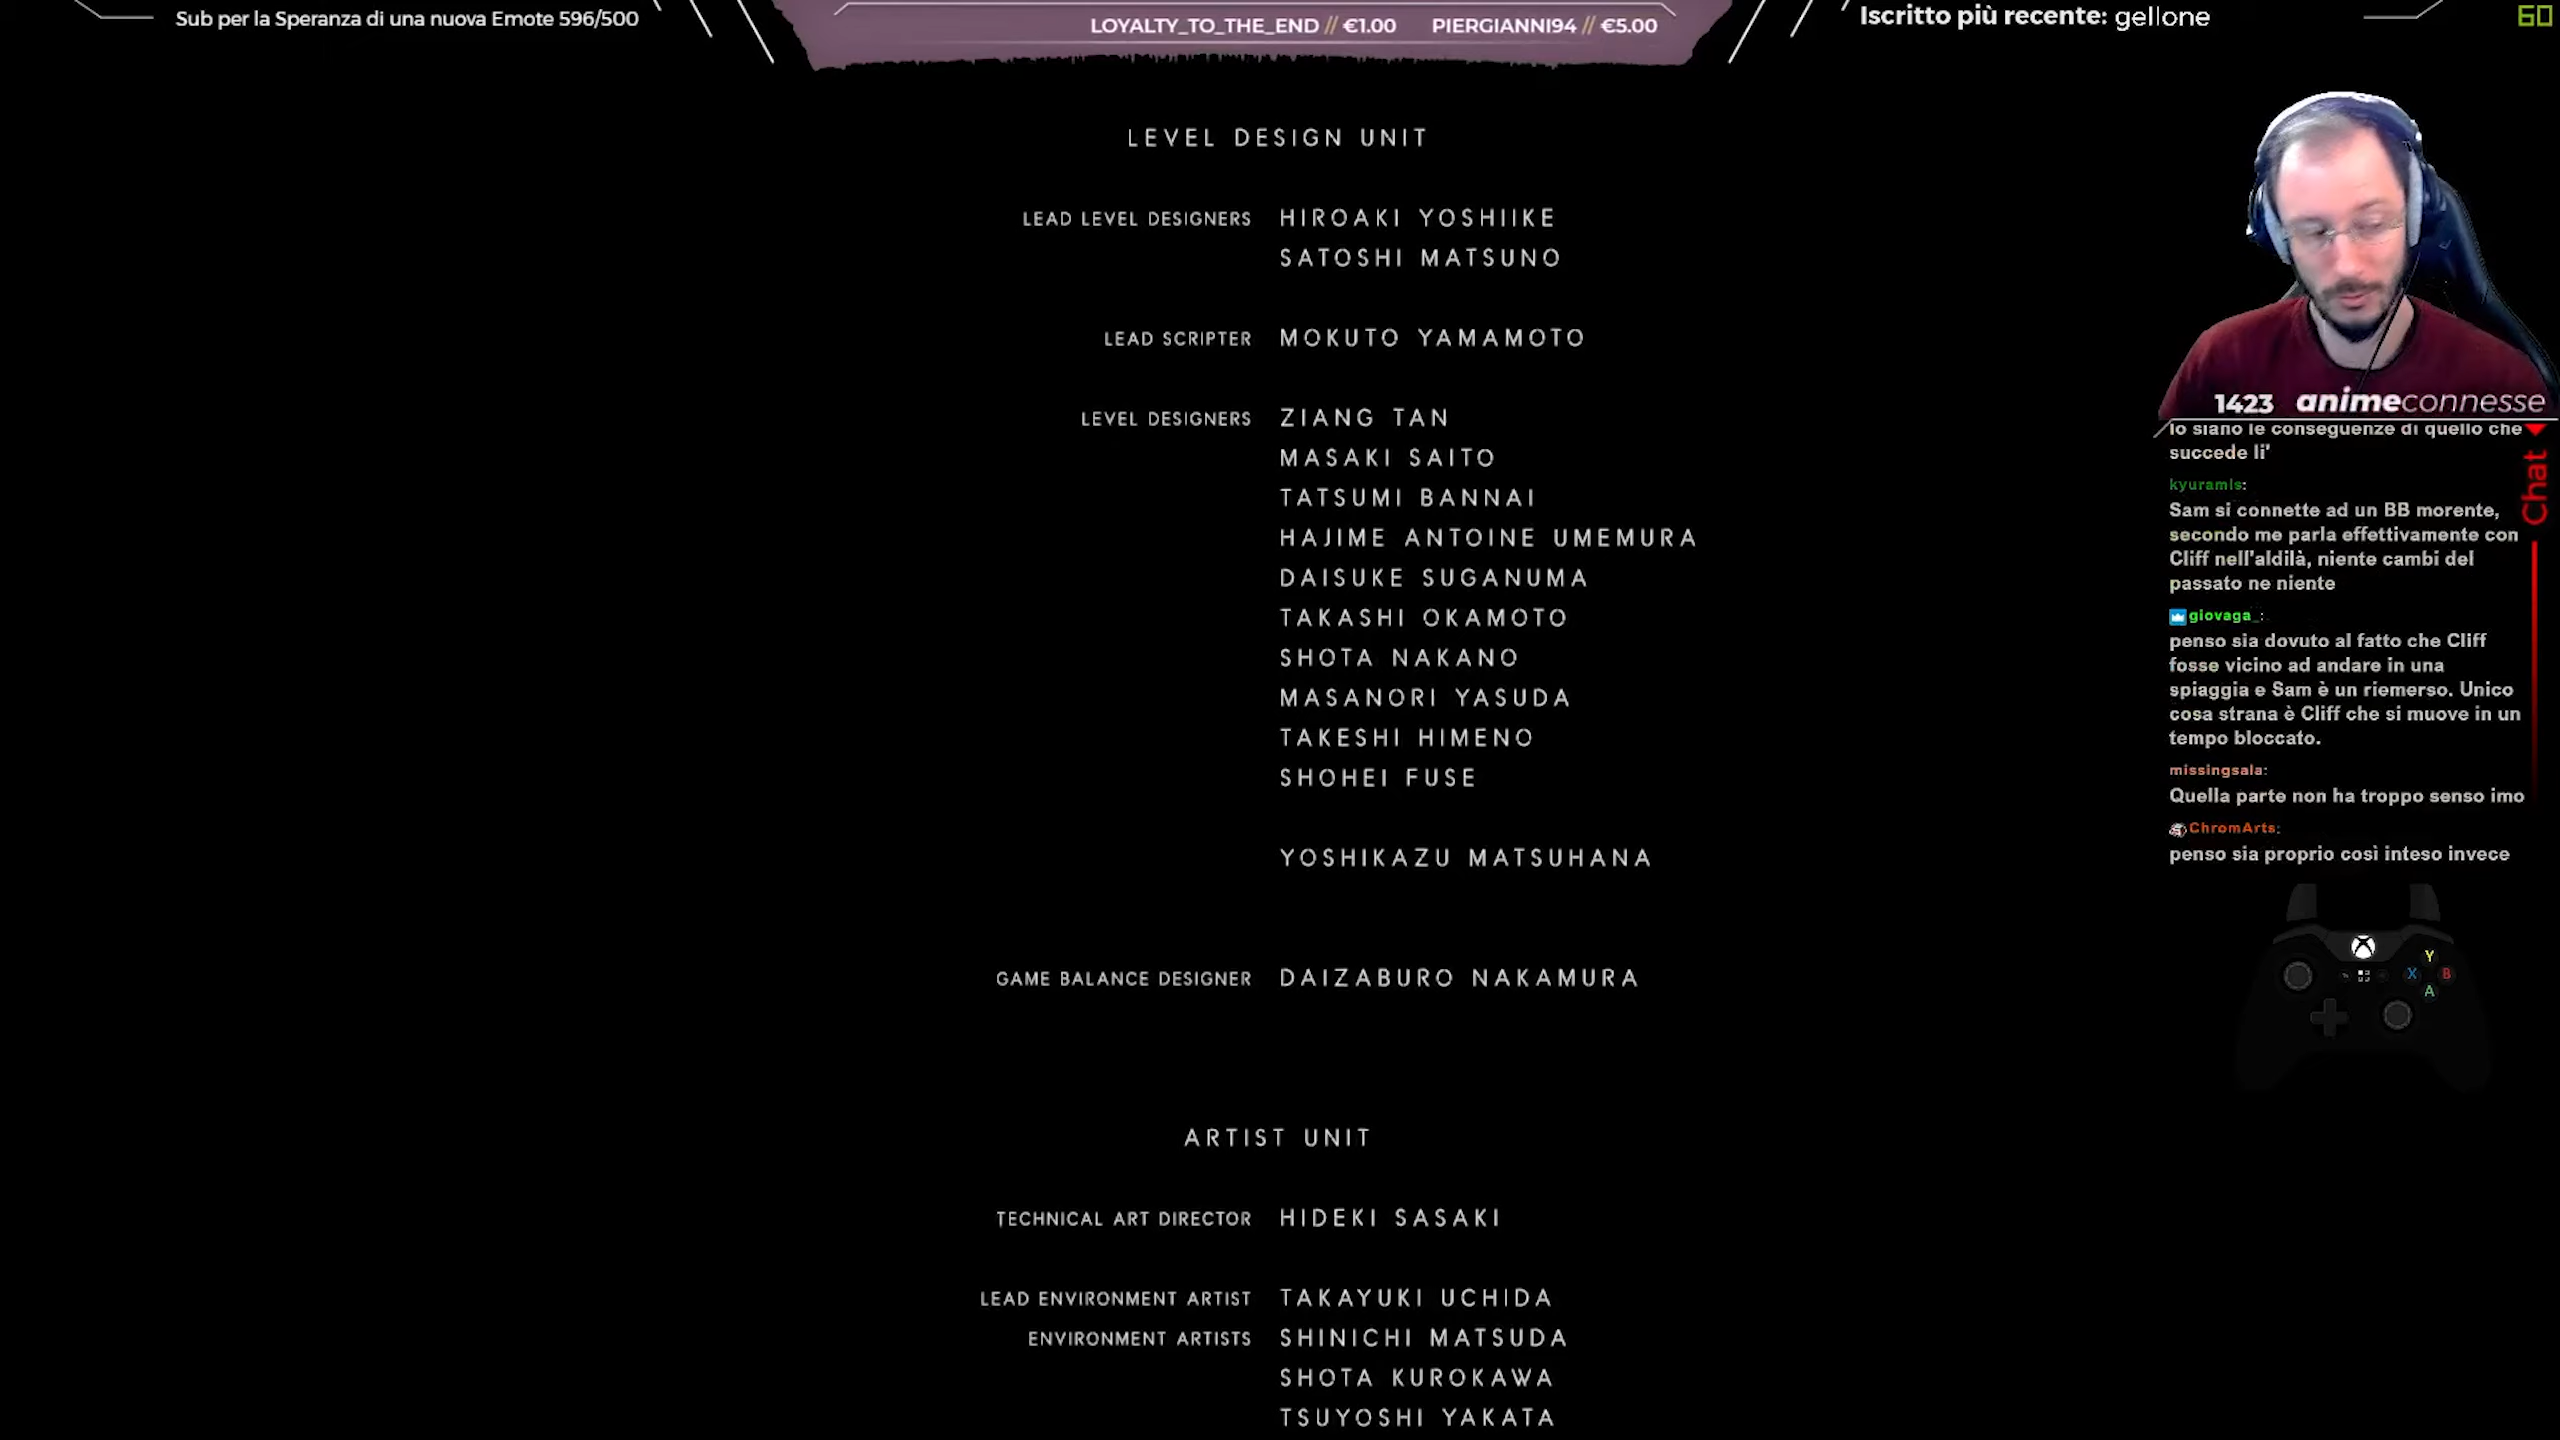 Sub per la Speranza di una nuova Emote 596/500
LOYALTY_TO_THE_END // €1.00 PIERGIANNI94 // €5.00
Iscritto più recente: gellone
60
LEVEL DESIGN UNIT
LEAD LEVEL DESIGNERS HIROAKI YOSHIIKE
SATOSHI MATSUNO
LEAD SCRIPTER MOKUTO YAMAMOTO
LEVEL DESIGNERS ZIANG TAN
MASAKI SAITO
TATSUMI BANNAI
HAJIME ANTOINE UMEMURA
DAISUKE SUGANUMA
TAKASHI OKAMOTO
SHOTA NAKANO
MASANORI YASUDA
TAKESHI HIMENO
SHOHEI FUSE
YOSHIKAZU MATSUHANA
GAME BALANCE DESIGNER DAIZABURO NAKAMURA
ARTIST UNIT
TECHNICAL ART DIRECTOR HIDEKI SASAKI
LEAD ENVIRONMENT ARTIST TAKAYUKI UCHIDA
ENVIRONMENT ARTISTS SHINICHI MATSUDA
SHOTA KUROKAWA
TSUYOSHI YAKATA
1423 animeconnesse
Chat
lo siano le conseguenze di quello che
succede li'
kyuramls:
Sam si connette ad un BB morente,
secondo me parla effettivamente con
Cliff nell'aldilà, niente cambi del
passato ne niente
giovaga_:
penso sia dovuto al fatto che Cliff
fosse vicino ad andare in una
spiaggia e Sam è un riemerso. Unico
cosa strana è Cliff che si muove in un
tempo bloccato.
missingsala:
Quella parte non ha troppo senso imo
ChromArts:
penso sia proprio così inteso invece
Y
X B
A